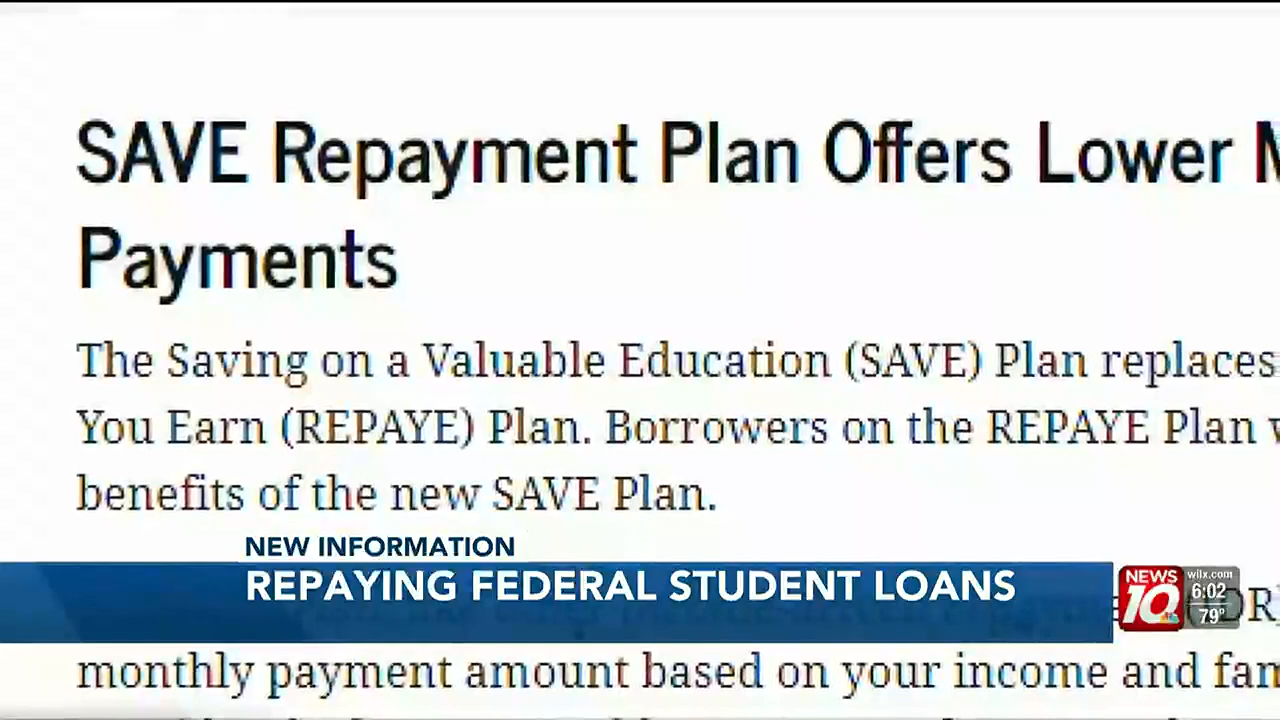 SAVE Repayment Plan Offers Lower
Payments
The Saving on a Valuable Education (SAVE) Plan replaces
You Earn (REPAYE) Plan. Borrowers on the REPAYE Plan
benefits of the new SAVE Plan.
NEW INFORMATION
REPAYING FEDERAL STUDENT LOANS
NEWS
10
wilx.com
6:02
79°
monthly payment amount based on your income and